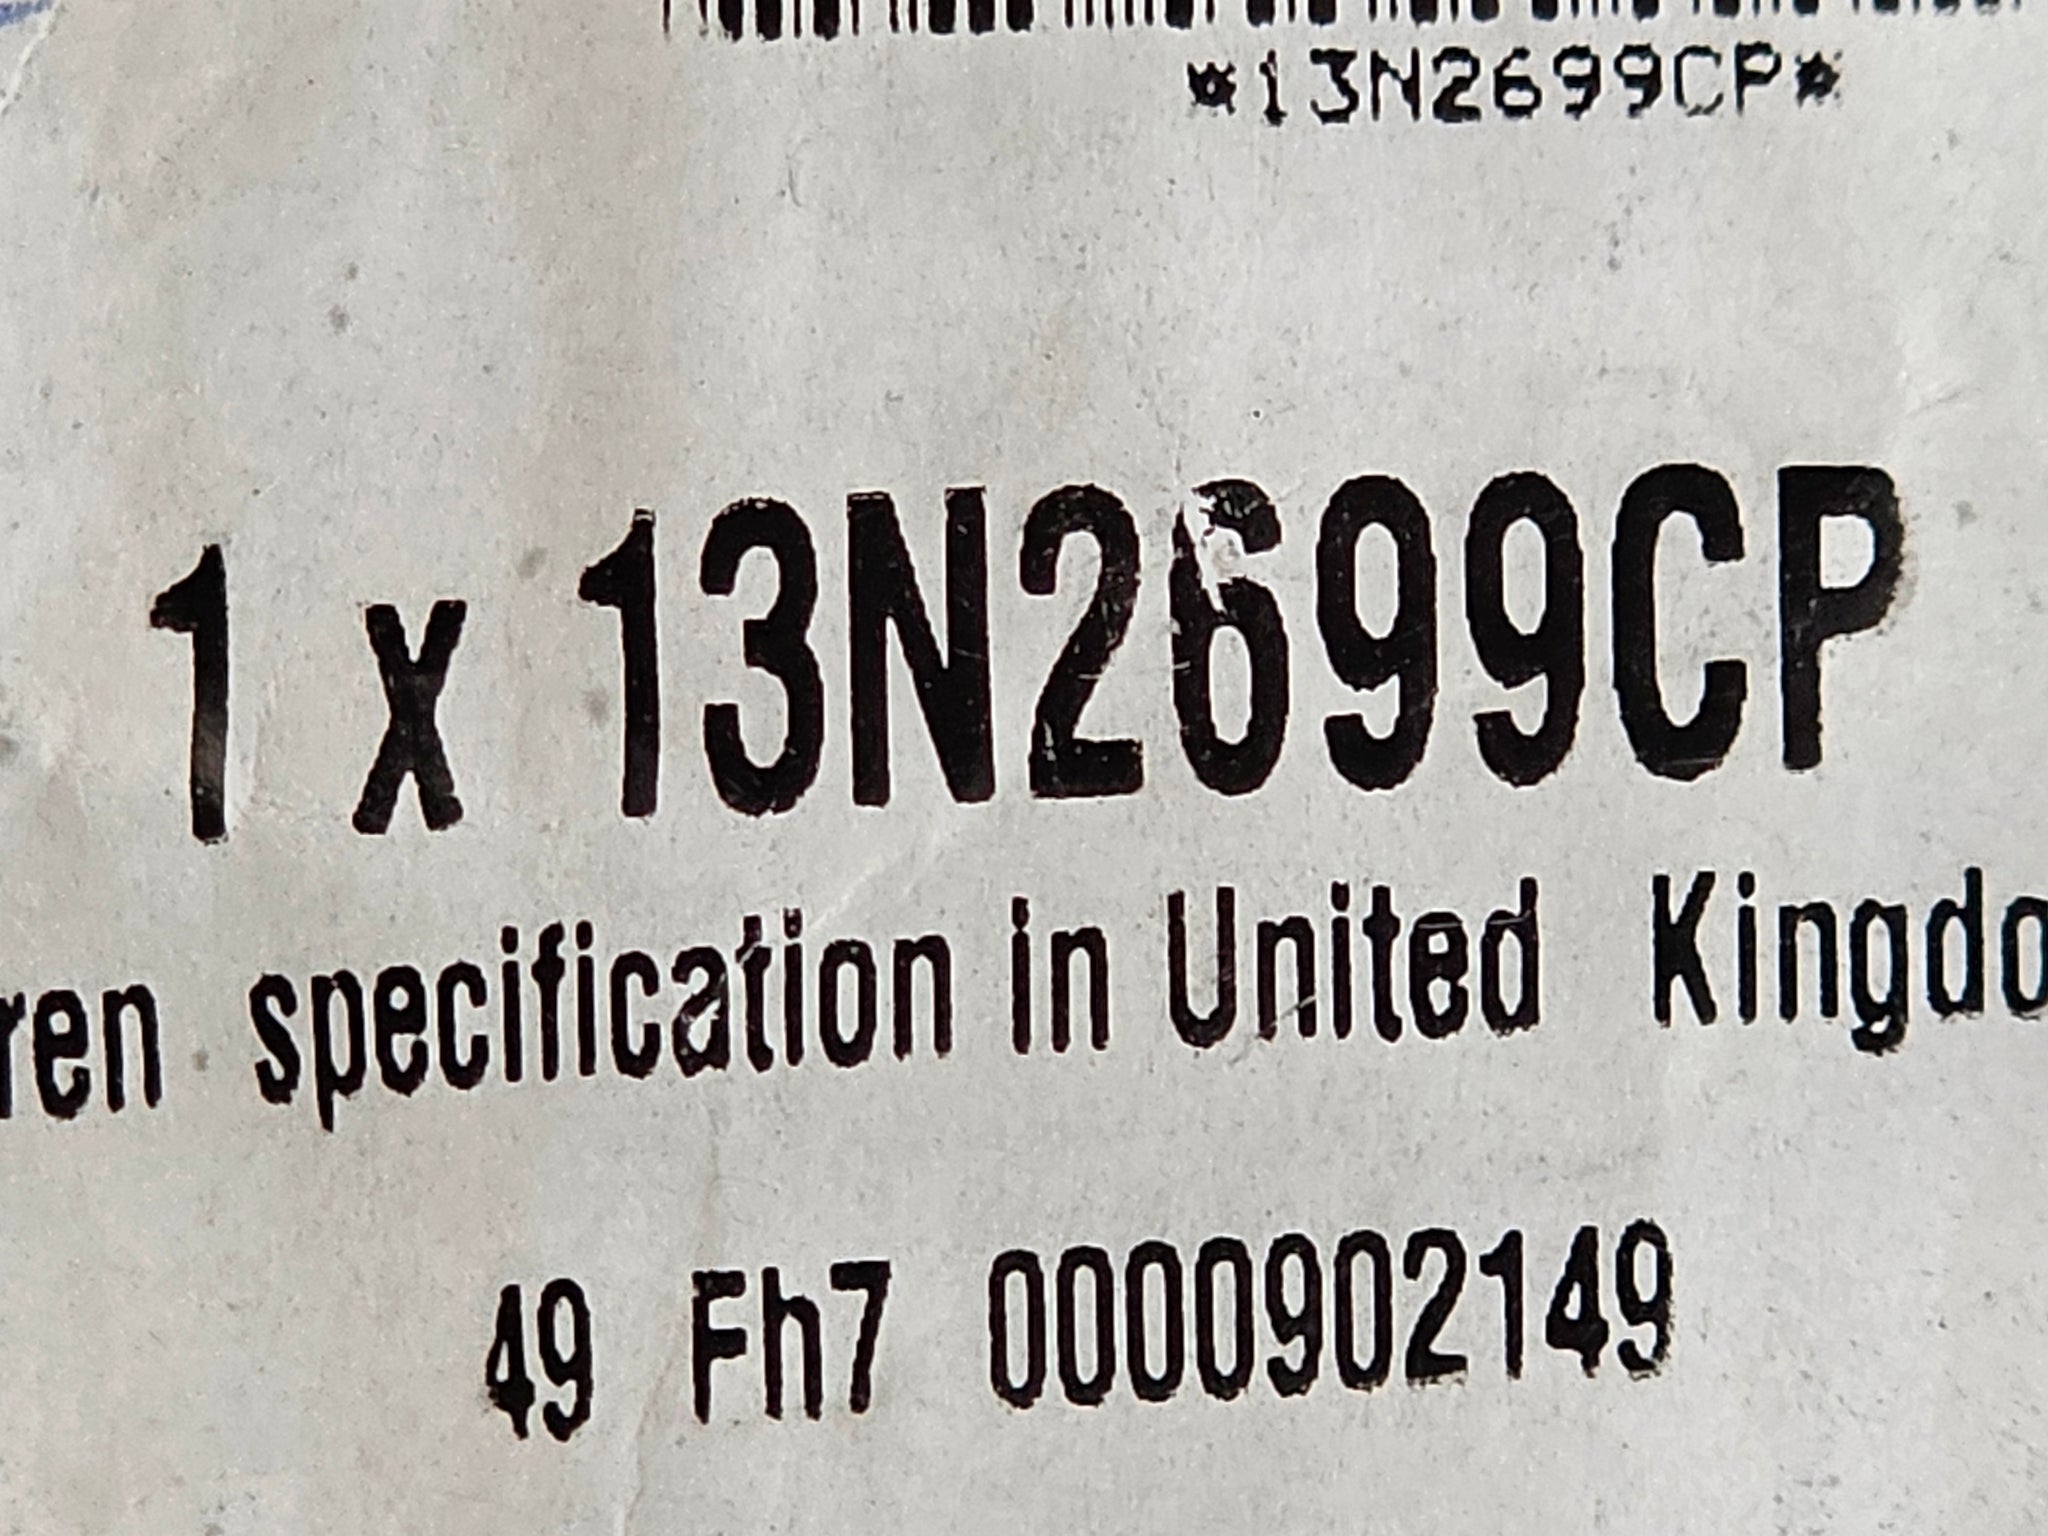 *13N2699CP*
1 x 13N2699CP
ren specification in United Kingdo
49 Fh7 0000902149